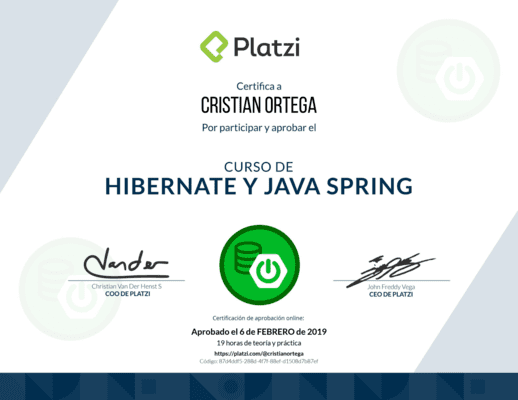 Platzi
Certifica a
CRISTIAN ORTEGA
Por participar y aprobar el
CURSO DE
HIBERNATE Y JAVA SPRING
Christian Van Der Henst S
COO DE PLATZI
John Freddy Vega
CEO DE PLATZI
Certificación de aprobación online:
Aprobado el 6 de FEBRERO de 2019
19 horas de teoría y práctica
https://platzi.com/@cristianortega
Código: